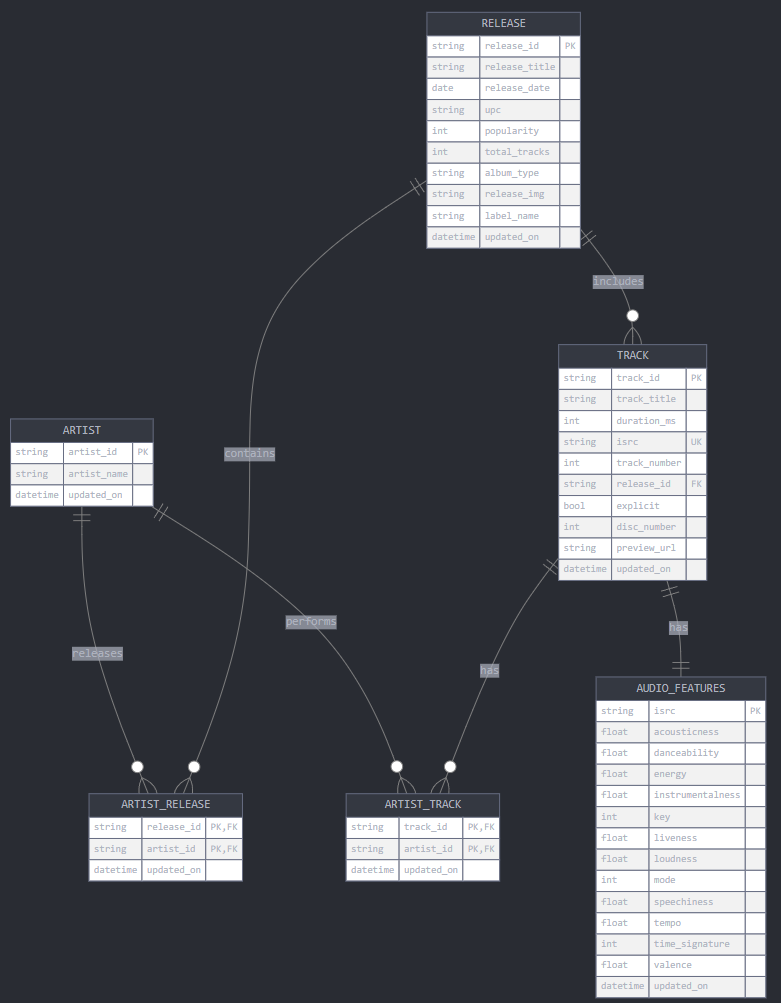 RELEASE
string release_id PK
string release_title
date release_date
string upc
int popularity
int total_tracks
string album_type
string release_img
string label_name
datetime updated_on
includes
TRACK
string track_id PK
string track_title
int duration_ms
string isrc UK
int track_number
string release_id FK
bool explicit
int disc_number
string preview_url
datetime updated_on
ARTIST
string artist_id PK
string artist_name
datetime updated_on
contains
performs
has
has
releases
AUDIO_FEATURES
string isrc PK
float acousticness
float danceability
float energy
float instrumentalness
int key
float liveness
float loudness
int mode
float speechiness
float tempo
int time_signature
float valence
datetime updated_on
ARTIST_RELEASE
string release_id PK,FK
string artist_id PK,FK
datetime updated_on
ARTIST_TRACK
string track_id PK,FK
string artist_id PK,FK
datetime updated_on